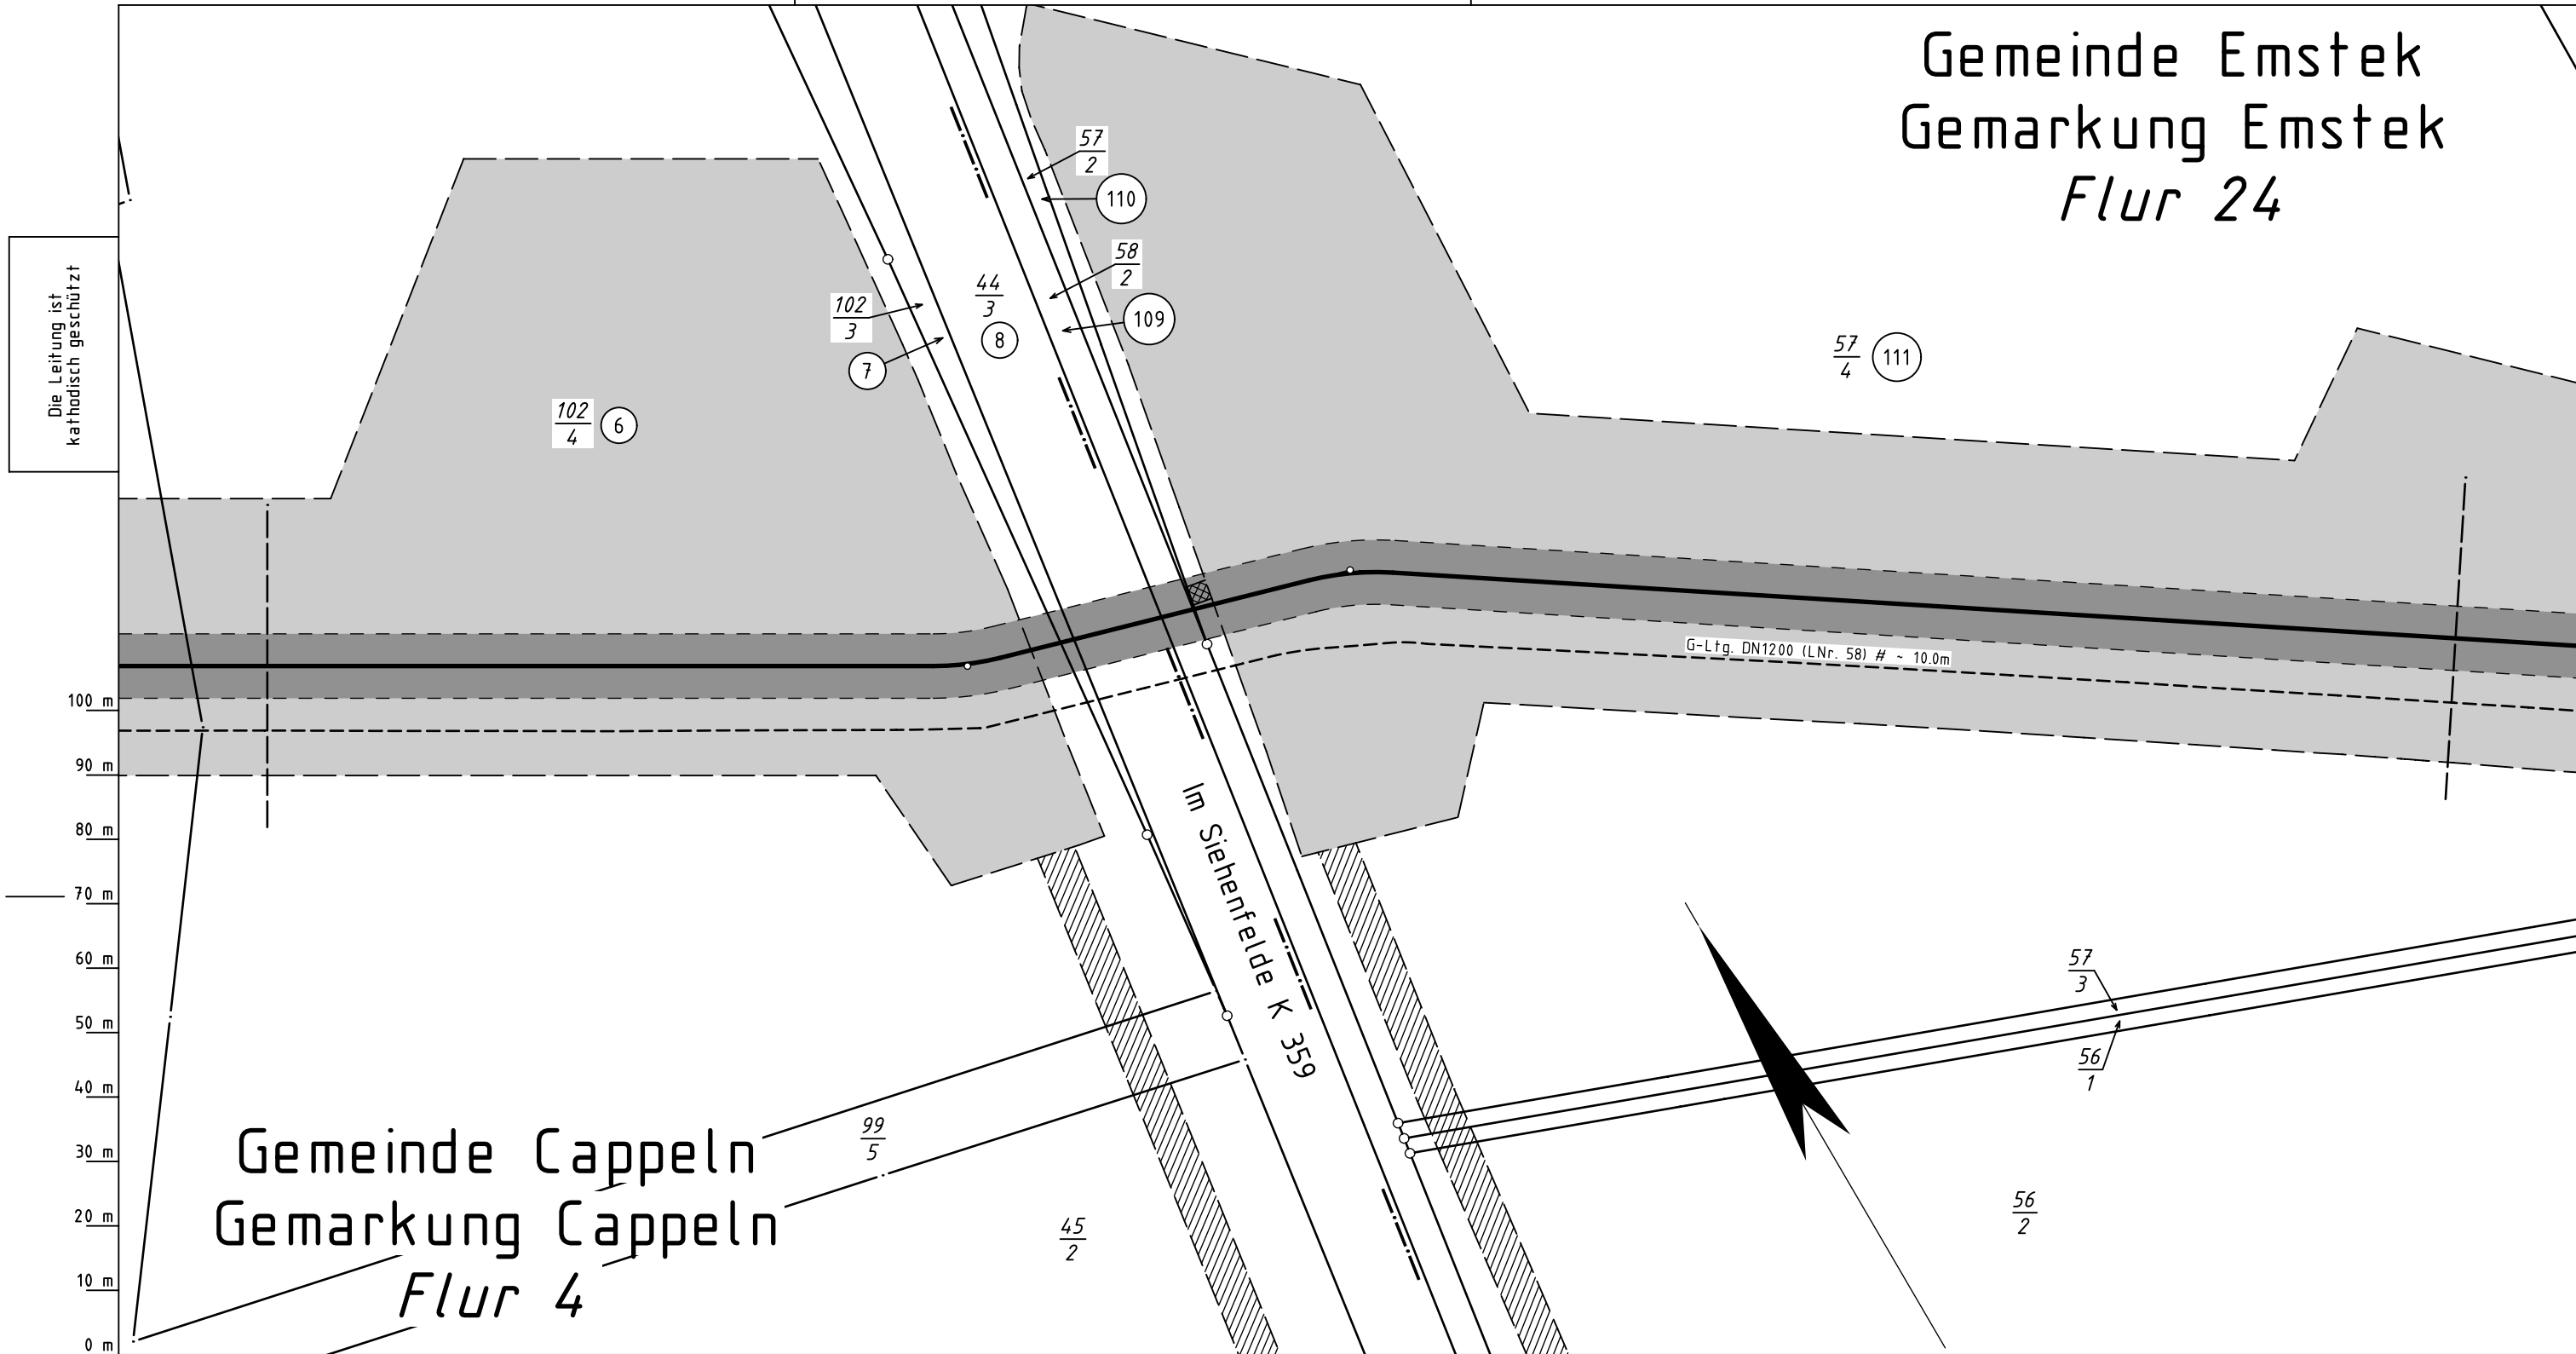 Gemeinde Emstek
Gemarkung Emstek
Flur 24
57
2
110
58
2
109
44
3
8
102
3
7
102
4
6
57
4
111
Die Leitung ist
kathodisch geschützt
G-Ltg. DN1200 (LNr. 58) # ~ 10.0m
100 m
90 m
80 m
70 m
60 m
50 m
40 m
30 m
20 m
10 m
0 m
Im Siehenfelde K 359
57
3
56
1
99
5
45
2
56
2
Gemeinde Cappeln
Gemarkung Cappeln
Flur 4